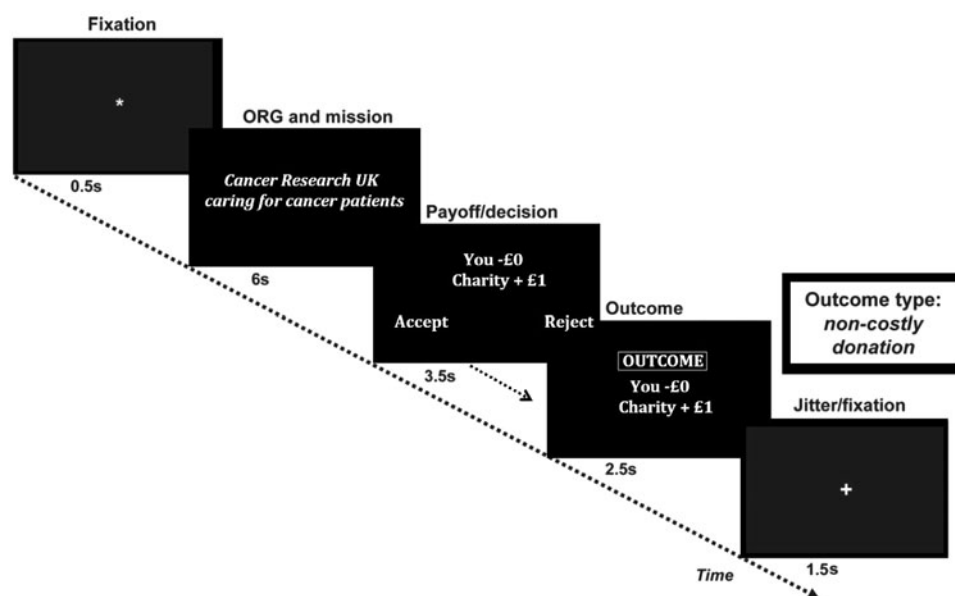 Fixation
*
0.5s
ORG and mission
Cancer Research UK
caring for cancer patients
6s
Payoff/decision
You -£0
Charity + £1
Accept Reject
3.5s
Outcome
OUTCOME
You -£0
Charity + £1
2.5s
Outcome type:
non-costly
donation
Jitter/fixation
+
1.5s
Time